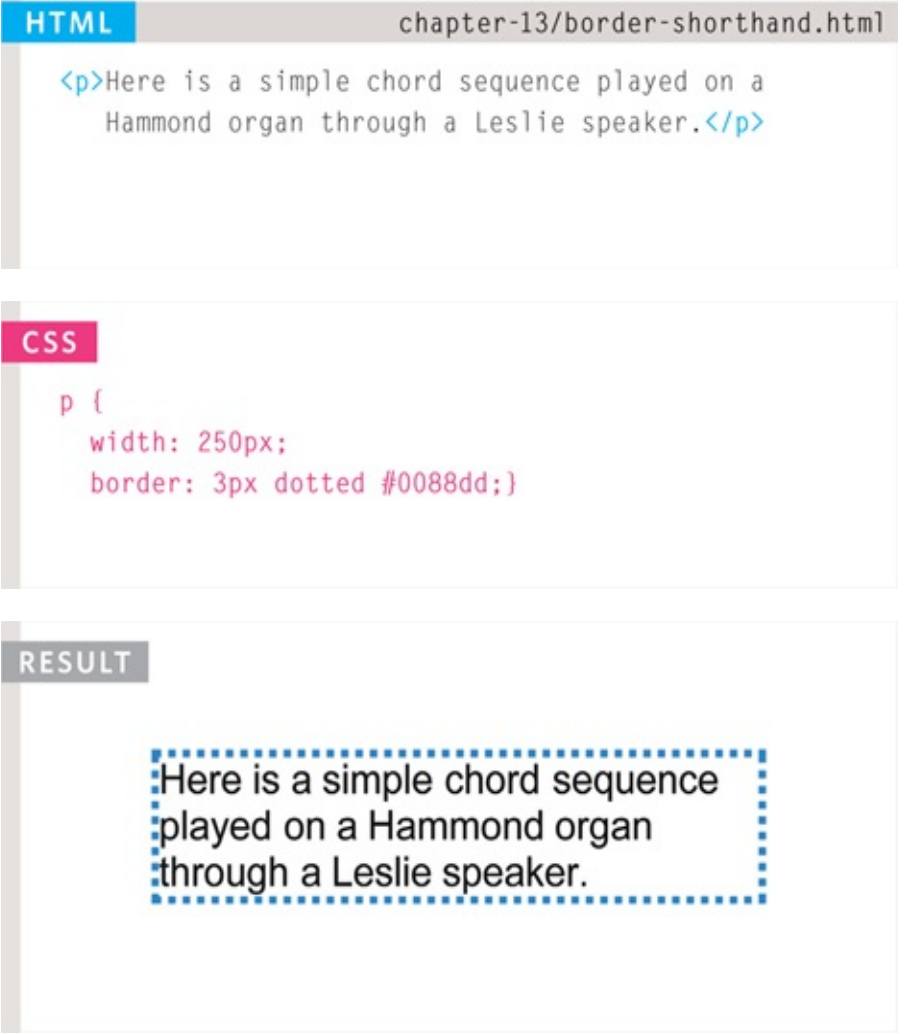 HTML chapter-13/border-shorthand.html
<p>Here is a simple chord sequence played on a
Hammond organ through a Leslie speaker.</p>
CSS
p {
width: 250px;
border: 3px dotted #0088dd;}
RESULT
Here is a simple chord sequence
played on a Hammond organ
through a Leslie speaker.